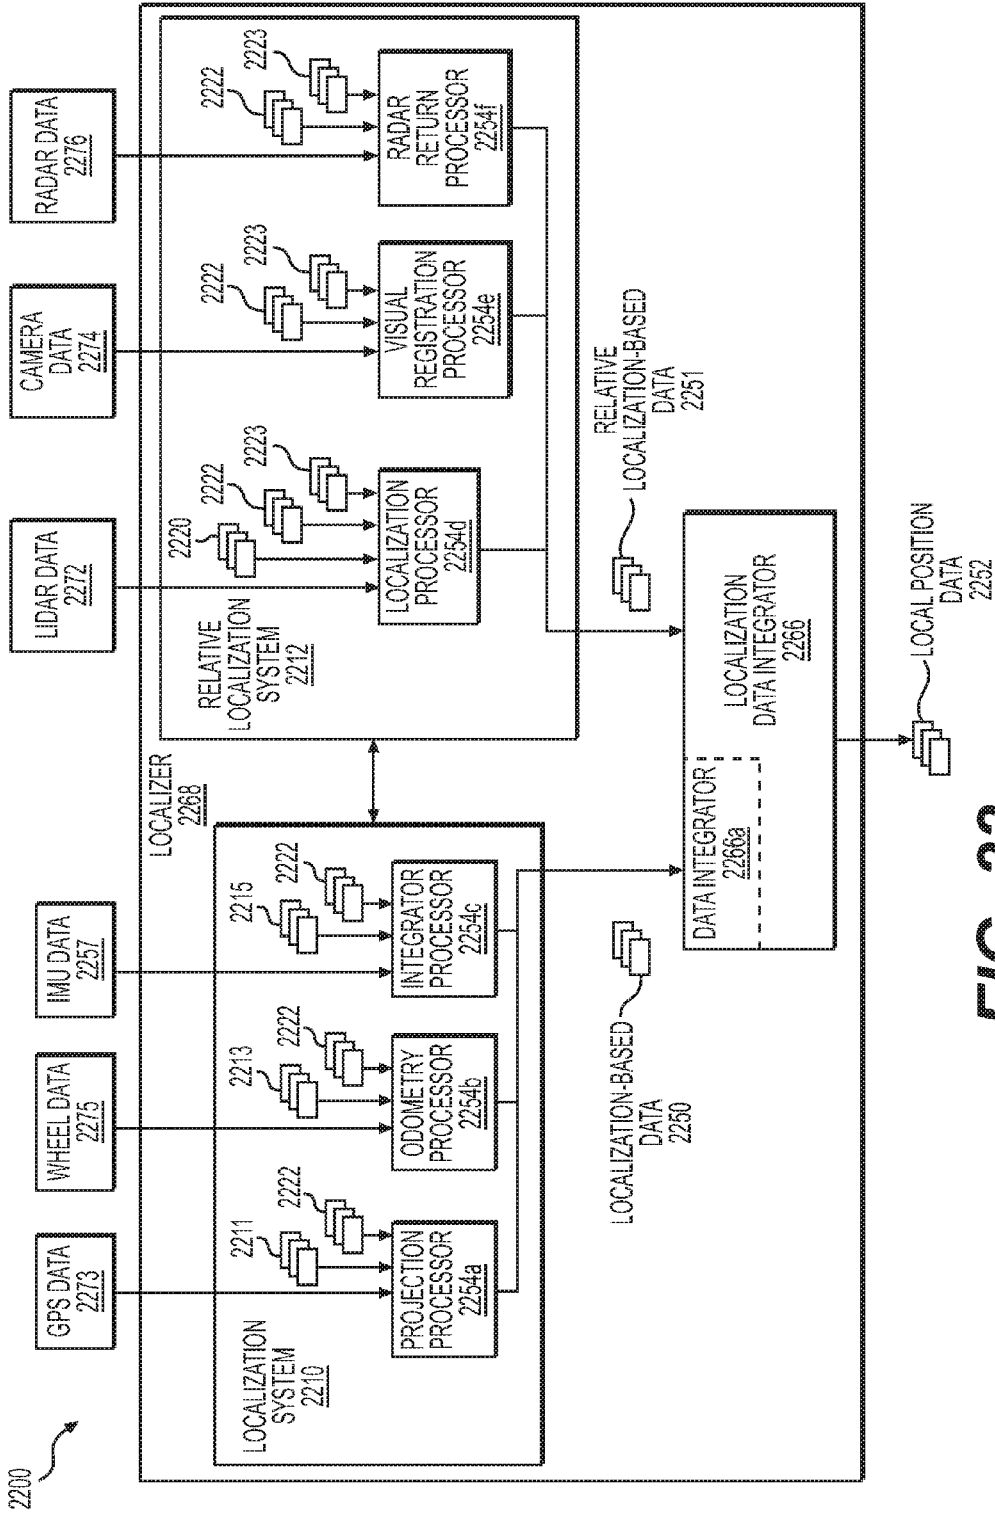 2200
GPS DATA
2273
WHEEL DATA
2275
IMU DATA
2257
LIDAR DATA
2272
CAMERA
DATA
2274
RADAR DATA
2276
LOCALIZER
2268
LOCALIZATION
SYSTEM
2210
2211
2222
PROJECTION
PROCESSOR
2254a
2213
2222
ODOMETRY
PROCESSOR
2254b
2215
2222
INTEGRATOR
PROCESSOR
2254c
RELATIVE
LOCALIZATION
SYSTEM
2212
2220
2222
2223
LOCALIZATION
PROCESSOR
2254d
2222
2223
VISUAL
REGISTRATION
PROCESSOR
2254e
2222
2223
RADAR
RETURN
PROCESSOR
2254f
LOCALIZATION-BASED
DATA
2250
RELATIVE
LOCALIZATION-BASED
DATA
2251
DATA INTEGRATOR
2266a
LOCALIZATION
DATA INTEGRATOR
2266
LOCAL POSITION
DATA
2252